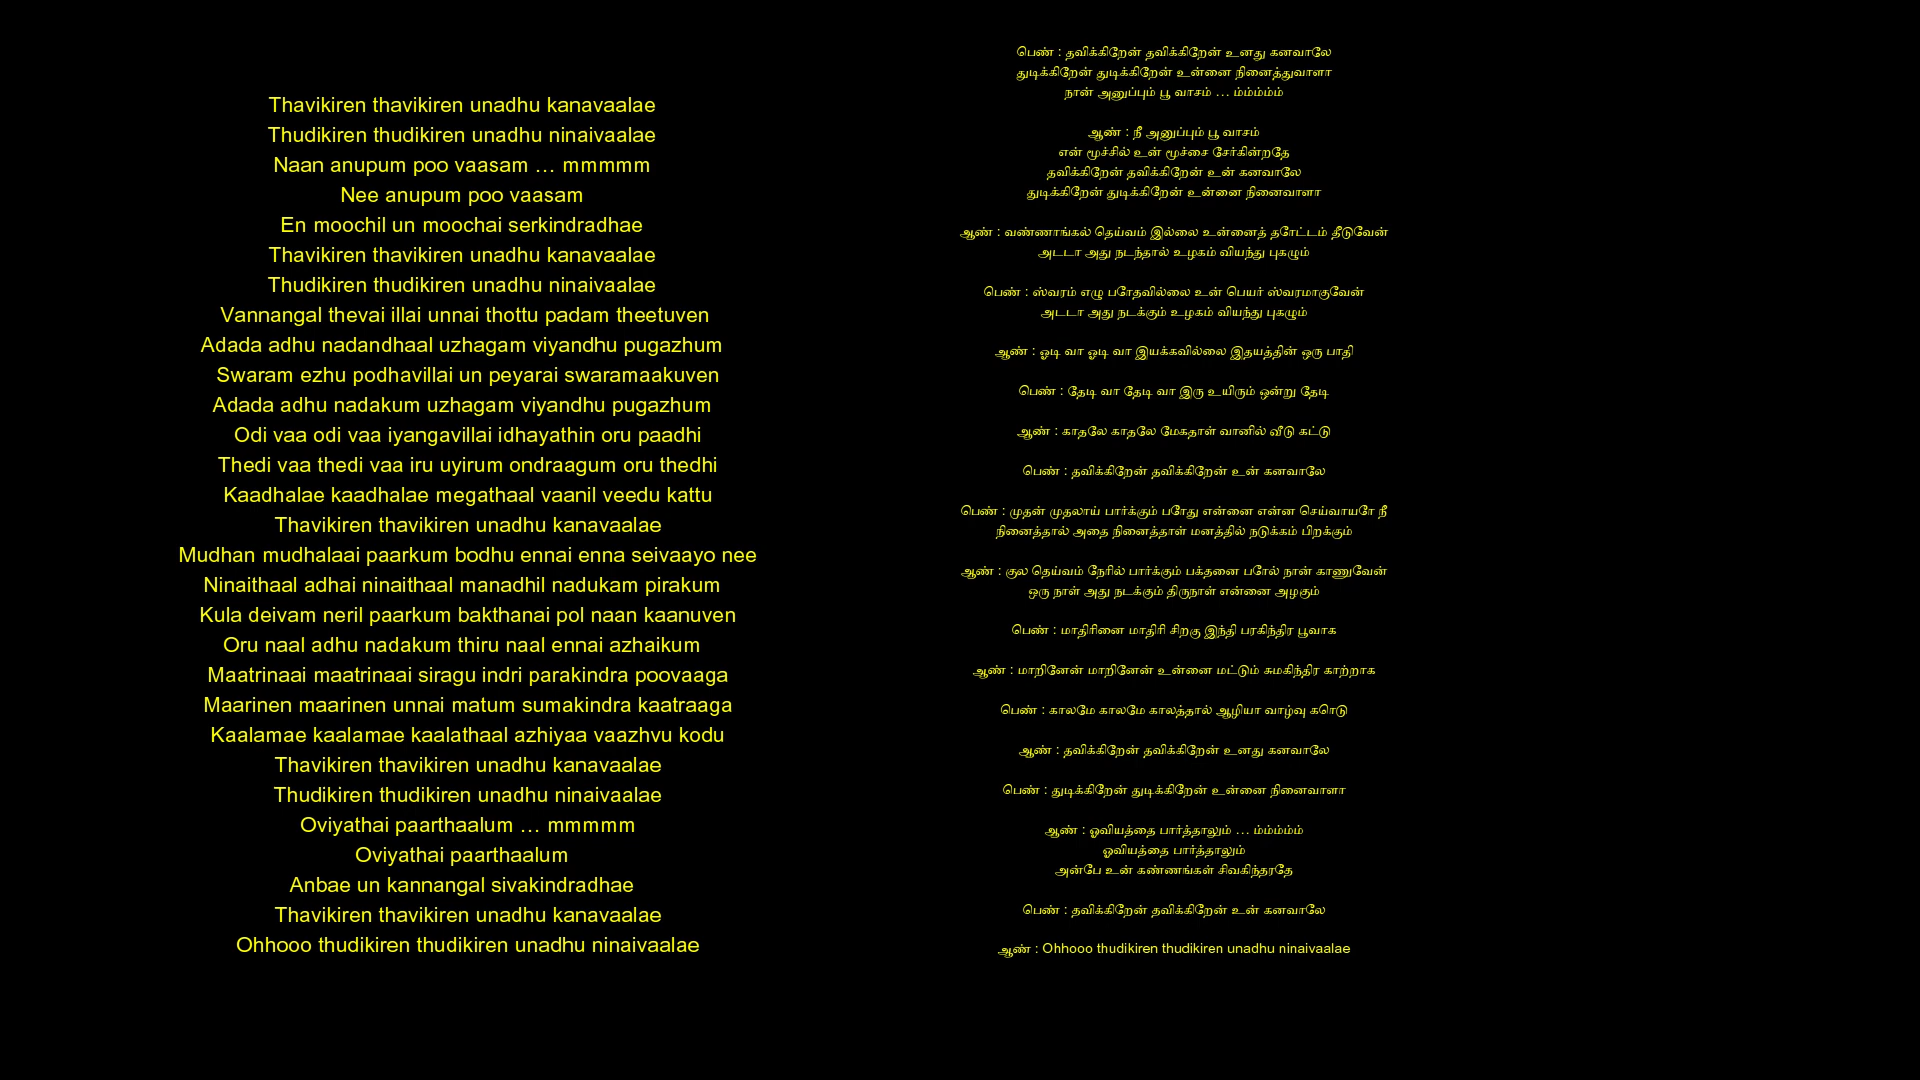 Thavikiren thavikiren unadhu kanavaalae
Thudikiren thudikiren unadhu ninaivaalae
Naan anupum poo vaasam … mmmmm
Nee anupum poo vaasam
En moochil un moochai serkindradhae
Thavikiren thavikiren unadhu kanavaalae
Thudikiren thudikiren unadhu ninaivaalae
Vannangal thevai illai unnai thottu padam theetuven
Adada adhu nadandhaal uzhagam viyandhu pugazhum
Swaram ezhu podhavillai un peyarai swaramaakuven
Adada adhu nadakum uzhagam viyandhu pugazhum
Odi vaa odi vaa iyangavillai idhayathin oru paadhi
Thedi vaa thedi vaa iru uyirum ondraagum oru thedhi
Kaadhalae kaadhalae megathaal vaanil veedu kattu
Thavikiren thavikiren unadhu kanavaalae
Mudhan mudhalaai paarkum bodhu ennai enna seivaayo nee
Ninaithaal adhai ninaithaal manadhil nadukam pirakum
Kula deivam neril paarkum bakthanai pol naan kaanuven
Oru naal adhu nadakum thiru naal ennai azhaikum
Maatrinaai maatrinaai siragu indri parakindra poovaaga
Maarinen maarinen unnai matum sumakindra kaatraaga
Kaalamae kaalamae kaalathaal azhiyaa vaazhvu kodu
Thavikiren thavikiren unadhu kanavaalae
Thudikiren thudikiren unadhu ninaivaalae
Oviyathai paarthaalum … mmmmm
Oviyathai paarthaalum
Anbae un kannangal sivakindradhae
Thavikiren thavikiren unadhu kanavaalae
Ohhooo thudikiren thudikiren unadhu ninaivaalae
பெண் : தவிக்கிறேன் தவிக்கிறேன் உனது கனவாலே
துடிக்கிறேன் துடிக்கிறேன் உன்னை நினைத்துவாளா
நான் அனுப்பும் பூ வாசம் … ம்ம்ம்ம்ம்
ஆண் : நீ அனுப்பும் பூ வாசம்
என் மூச்சில் உன் மூச்சை சேர்கின்றதே
தவிக்கிறேன் தவிக்கிறேன் உன் கனவாலே
துடிக்கிறேன் துடிக்கிறேன் உன்னை நினைவாளா
ஆண் : வண்ணாங்கல் தெய்வம் இல்லை உன்னைத் தரோட்டம் தீடுவேன்
அடடா அது நடந்தால் உழகம் வியந்து புகழும்
பெண் : ஸ்வரம் எழு பரோதவில்லை உன் பெயர் ஸ்வரமாகுவேன்
அடடா அது நடக்கும் உழகம் வியந்து புகழும்
ஆண் : ஓடி வா ஓடி வா இயக்கவில்லை இதயத்தின் ஒரு பாதி
பெண் : தேடி வா தேடி வா இரு உயிரும் ஒன்று தேடி
ஆண் : காதலே காதலே மேகதாள் வானில் வீடு கட்டு
பெண் : தவிக்கிறேன் தவிக்கிறேன் உன் கனவாலே
பெண் : முதன் முதலாய் பார்க்கும் பரோது என்னை என்ன செய்வாயரோ நீ
நினைத்தால் அதை நினைத்தாள் மனத்தில் நடுக்கம் பிறக்கும்
ஆண் : குல தெய்வம் நேரில் பார்க்கும் பக்தனை பரோல் நான் காணுவேன்
ஒரு நாள் அது நடக்கும் திருநாள் என்னை அழகும்
பெண் : மாதிரினை மாதிரி சிறகு இந்தி பரகிந்திர பூவாக
ஆண் : மாறினேன் மாறினேன் உன்னை மட்டும் சுமகிந்திர காற்றாக
பெண் : காலமே காலமே காலத்தால் ஆழியா வாழ்வு கரொடு
ஆண் : தவிக்கிறேன் தவிக்கிறேன் உனது கனவாலே
பெண் : துடிக்கிறேன் துடிக்கிறேன் உன்னை நினைவாளா
ஆண் : ஓவியத்தை பார்த்தாலும் … ம்ம்ம்ம்ம்
ஓவியத்தை பார்த்தாலும்
அன்பே உன் கண்ணங்கள் சிவகிந்தரதே
பெண் : தவிக்கிறேன் தவிக்கிறேன் உன் கனவாலே
ஆண் : Ohhooo thudikiren thudikiren unadhu ninaivaalae